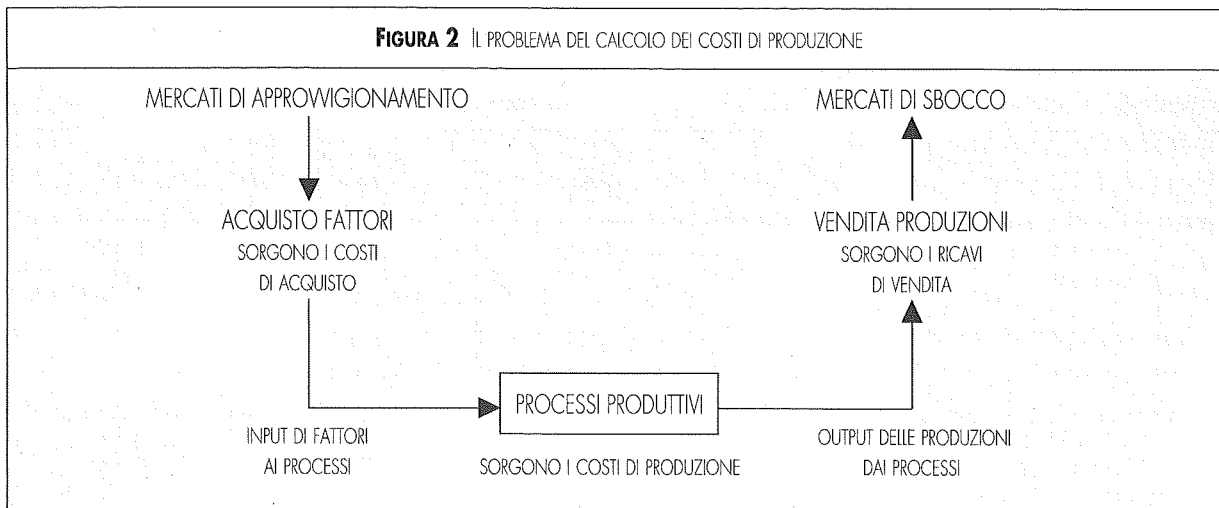 FIGURA 2 IL PROBLEMA DEL CALCOLO DEI COSTI DI PRODUZIONE
MERCATI DI APPROVVIGIONAMENTO
MERCATI DI SBOCCO
ACQUISTO FATTORI
SORGONO I COSTI
DI ACQUISTO
VENDITA PRODUZIONI
SORGONO I RICAVI
DI VENDITA
PROCESSI PRODUTTIVI
INPUT DI FATTORI
AI PROCESSI
SORGONO I COSTI DI PRODUZIONE
OUTPUT DELLE PRODUZIONI
DAI PROCESSI